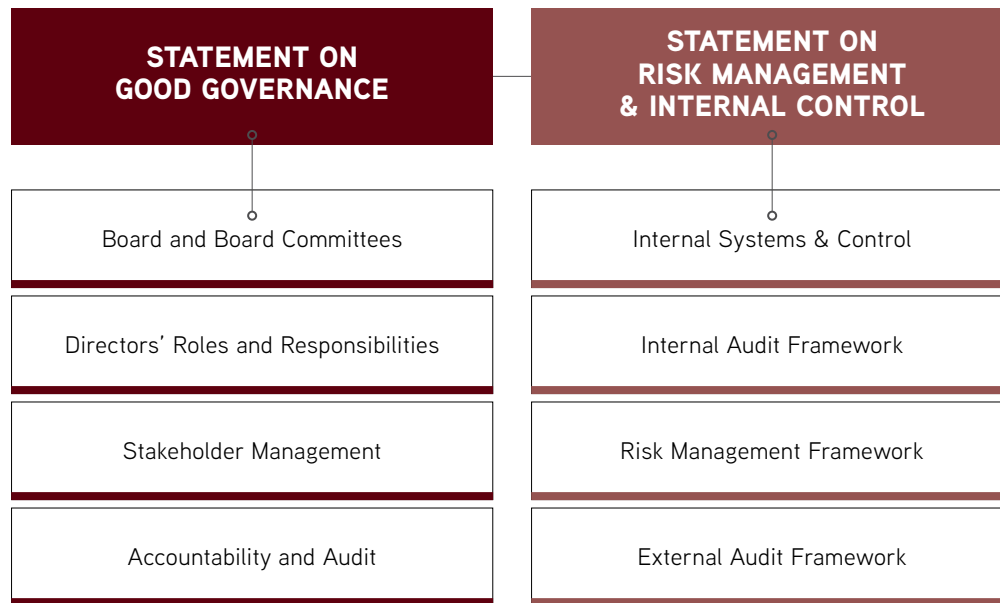 STATEMENT ON
GOOD GOVERNANCE
Board and Board Committees
Directors’ Roles and Responsibilities
Stakeholder Management
Accountability and Audit
STATEMENT ON
RISK MANAGEMENT
& INTERNAL CONTROL
Internal Systems & Control
Internal Audit Framework
Risk Management Framework
External Audit Framework